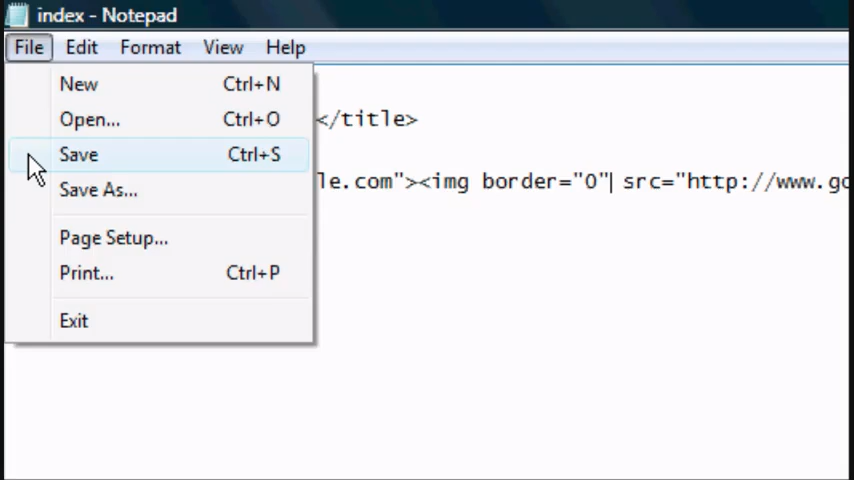 index - Notepad
File Edit Format View Help
New Ctrl+N
Open... Ctrl+O
</title>
Save Ctrl+S
le.com"><img border="0" src="http://www.go
Save As...
Page Setup...
Print... Ctrl+P
Exit